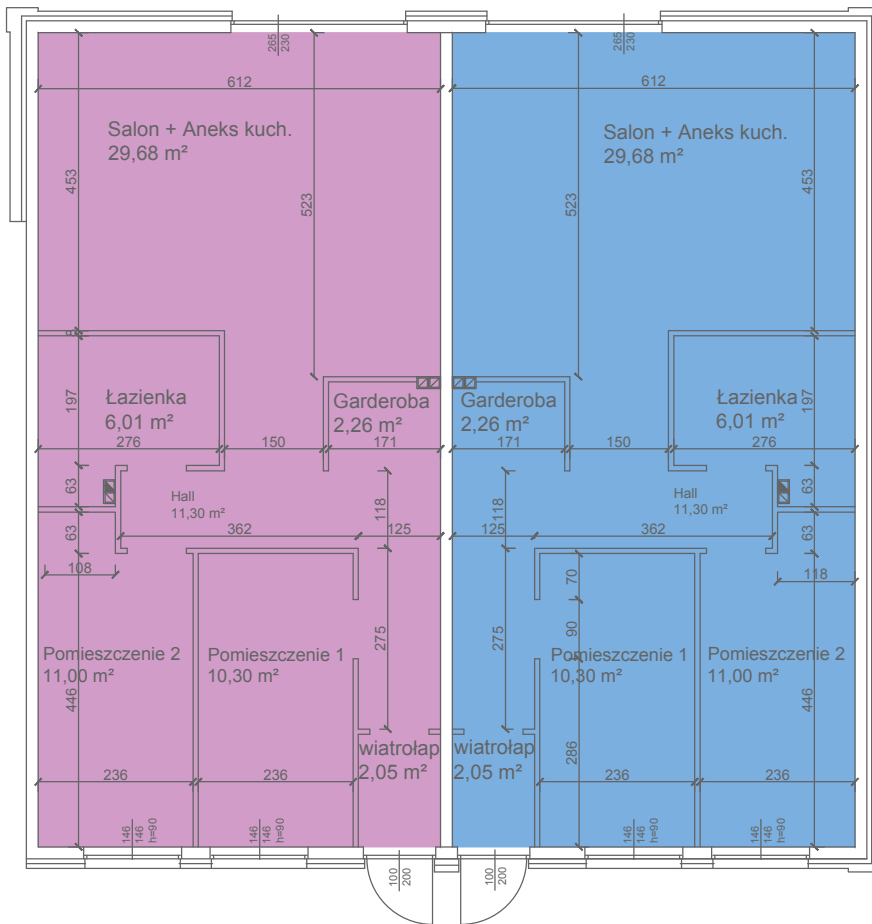 265
230
265
230
612
612
Salon + Aneks kuch.
29,68 m²
Salon + Aneks kuch.
29,68 m²
453
523
523
453
8
Łazienka
6,01 m²
Garderoba
2,26 m²
Garderoba
2,26 m²
Łazienka
6,01 m²
197
197
276
150
171
171
150
276
63
63
Hall
11,30 m²
Hall
11,30 m²
118
118
63
63
362
125
125
362
108
118
70
90
275
275
Pomieszczenie 2
11,00 m²
Pomieszczenie 1
10,30 m²
Pomieszczenie 1
10,30 m²
Pomieszczenie 2
11,00 m²
446
446
wiatrołap
2,05 m²
wiatrołap
2,05 m²
286
236
236
236
236
146
146
h=90
146
146
h=90
146
146
h=90
146
146
h=90
100
200
100
200